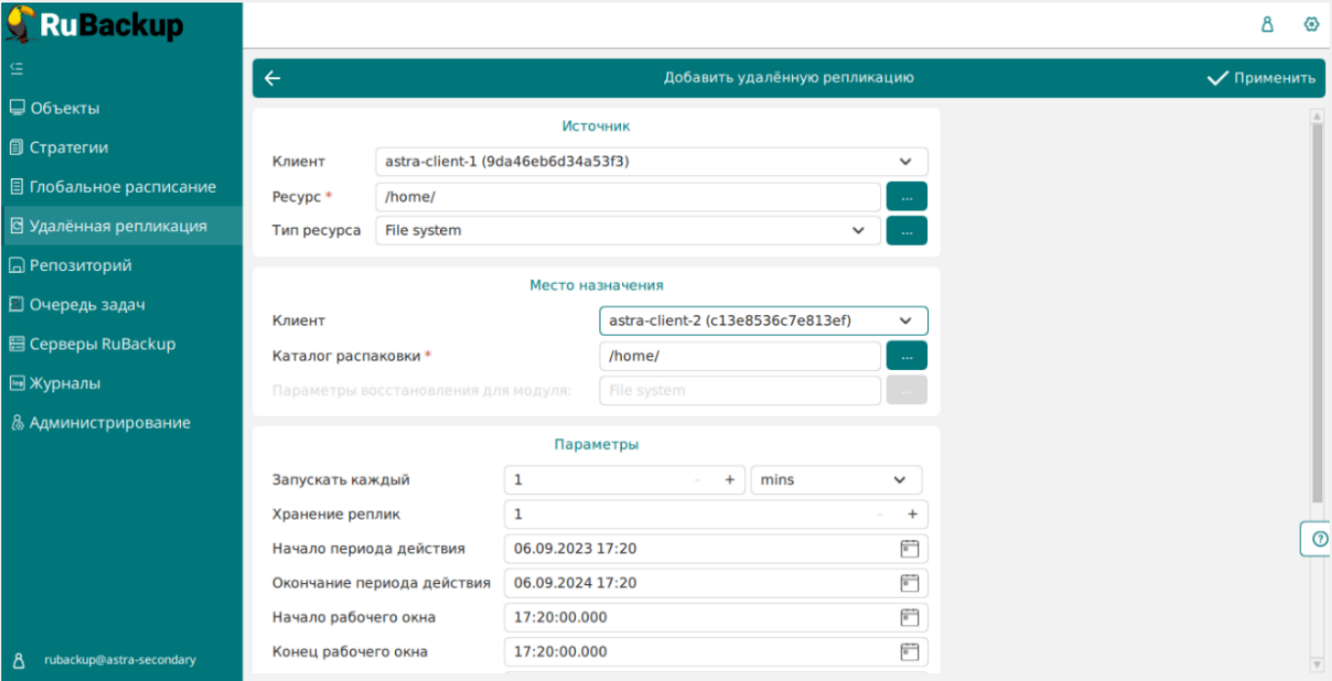 RuBackup
Объекты
Стратегии
Глобальное расписание
Удалённая репликация
Репозиторий
Очередь задач
Серверы RuBackup
Журналы
Администрирование
rubackup@astra-secondary
Добавить удалённую репликацию
Применить
Источник
Клиент astra-client-1 (9da46eb6d34a53f3)
Ресурс * /home/ ...
Тип ресурса File system ...
Место назначения
Клиент astra-client-2 (c13e8536c7e813ef)
Каталог распаковки * /home/ ...
Параметры восстановления для модуля: File system ...
Параметры
Запускать каждый 1 - + mins
Хранение реплик 1 - +
Начало периода действия 06.09.2023 17:20
Окончание периода действия 06.09.2024 17:20
Начало рабочего окна 17:20:00.000
Конец рабочего окна 17:20:00.000